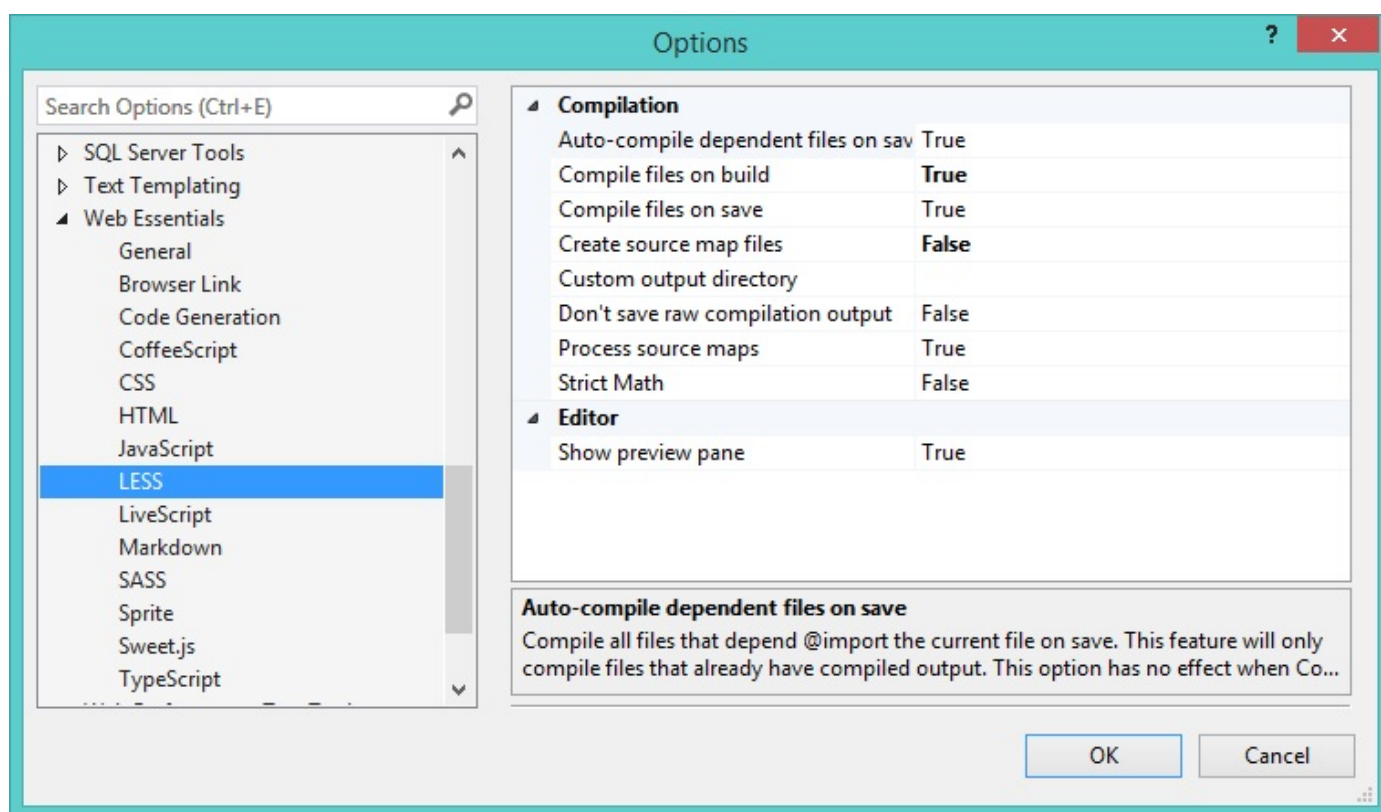 Options
?
Search Options (Ctrl+E)
SQL Server Tools
Text Templating
Web Essentials
General
Browser Link
Code Generation
CoffeeScript
CSS
HTML
JavaScript
LESS
LiveScript
Markdown
SASS
Sprite
Sweet.js
TypeScript
Compilation
Auto-compile dependent files on sav True
Compile files on build True
Compile files on save True
Create source map files False
Custom output directory
Don't save raw compilation output False
Process source maps True
Strict Math False
Editor
Show preview pane True
Auto-compile dependent files on save
Compile all files that depend @import the current file on save. This feature will only
compile files that already have compiled output. This option has no effect when Co...
OK Cancel